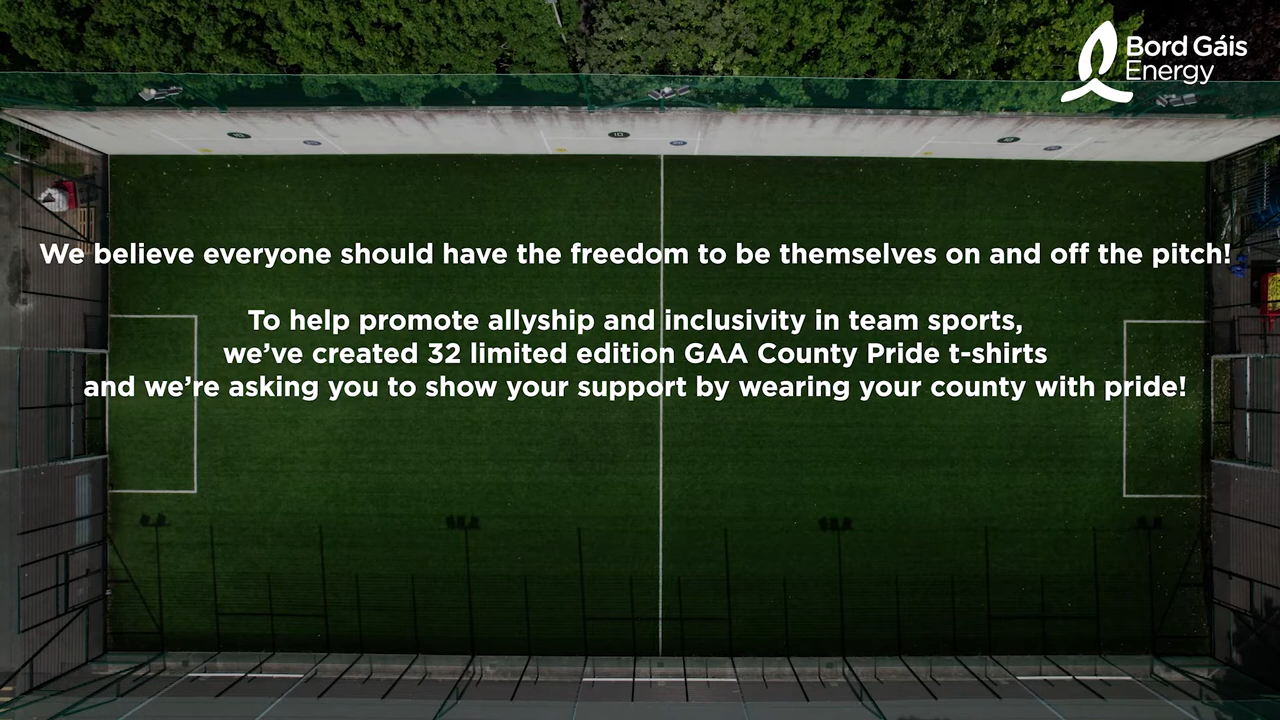 Bord Gáis
Energy
We believe everyone should have the freedom to be themselves on and off the pitch!
To help promote allyship and inclusivity in team sports,
we’ve created 32 limited edition GAA County Pride t-shirts
and we’re asking you to show your support by wearing your county with pride!